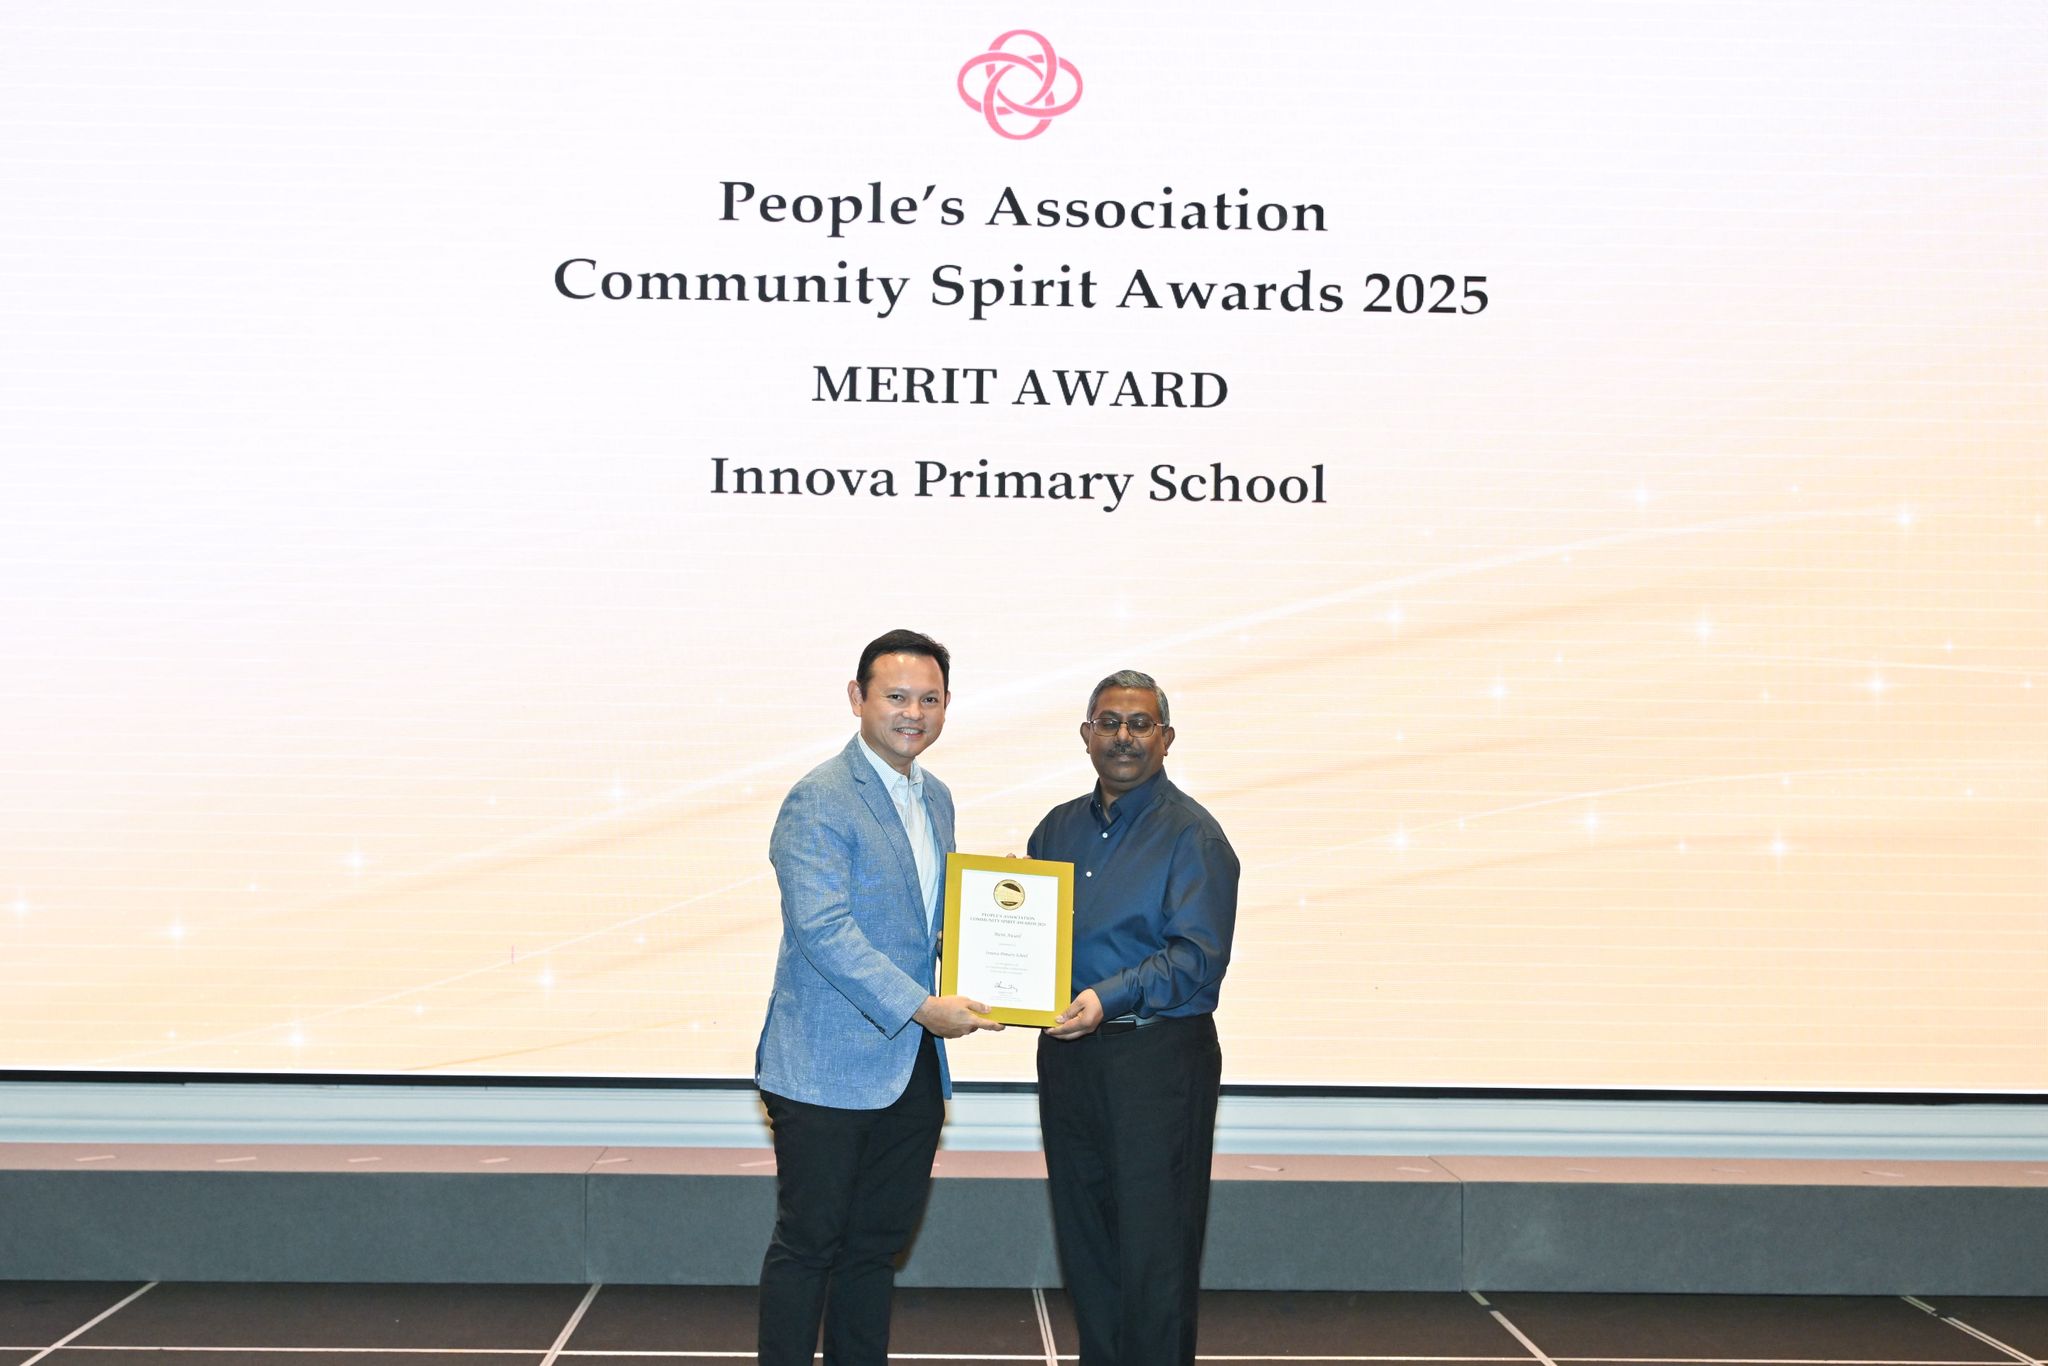 People’s Association
Community Spirit Awards 2025
MERIT AWARD
Innova Primary School
PEOPLE'S ASSOCIATION
COMMUNITY SPIRIT AWARDS 2025
Merit Award
Innova Primary School